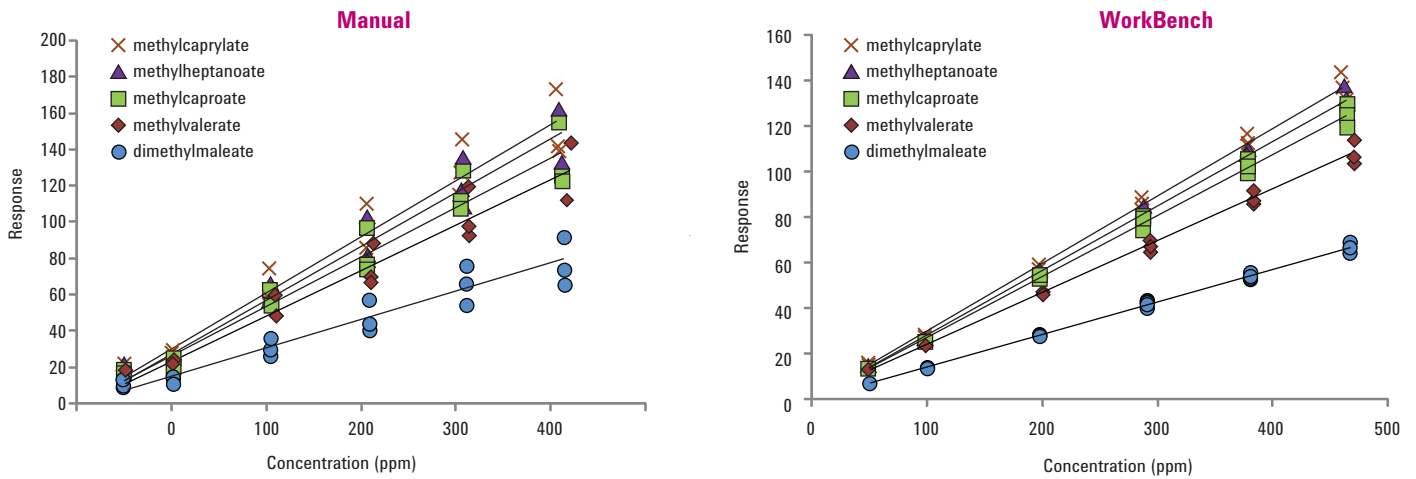 Manual
200
180
160
140
120
100
80
60
40
20
0
Response
methylcaprylate
methylheptanoate
methylcaproate
methylvalerate
dimethylmaleate
0 100 200 300 400
Concentration (ppm)
WorkBench
160
140
120
100
80
60
40
20
0
Response
methylcaprylate
methylheptanoate
methylcaproate
methylvalerate
dimethylmaleate
0 100 200 300 400 500
Concentration (ppm)